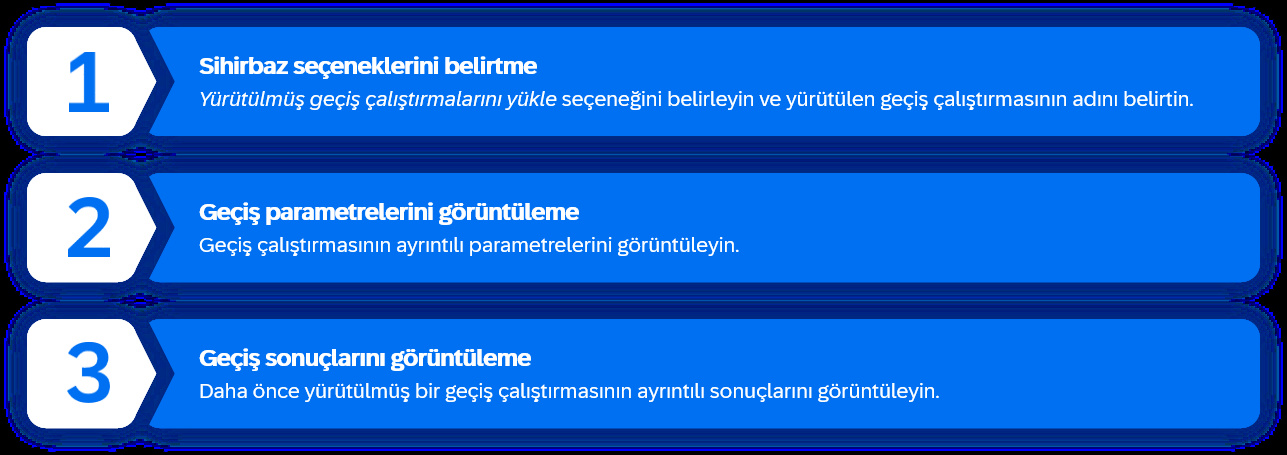 1
Sihirbaz seçeneklerini belirtme
Yürütülmüş geçiş çalıştırmalarını yükle seçeneğini belirleyin ve yürütülen geçiş çalıştırmasının adını belirtin.
2
Geçiş parametrelerini görüntüleme
Geçiş çalıştırmasının ayrıntılı parametrelerini görüntüleyin.
3
Geçiş sonuçlarını görüntüleme
Daha önce yürütülmüş bir geçiş çalıştırmasının ayrıntılı sonuçlarını görüntüleyin.